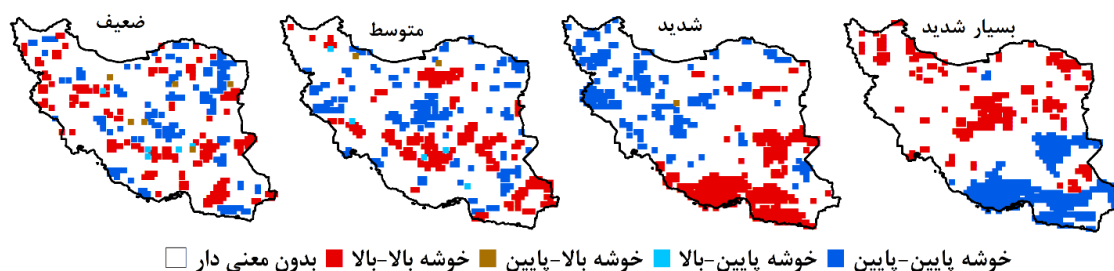 بسیار شدید
شدید
متوسط
ضعیف
خوشه پایین-پایین خوشه پایین-بالا خوشه بالا-پایین خوشه بالا-بالا بدون معنی دار